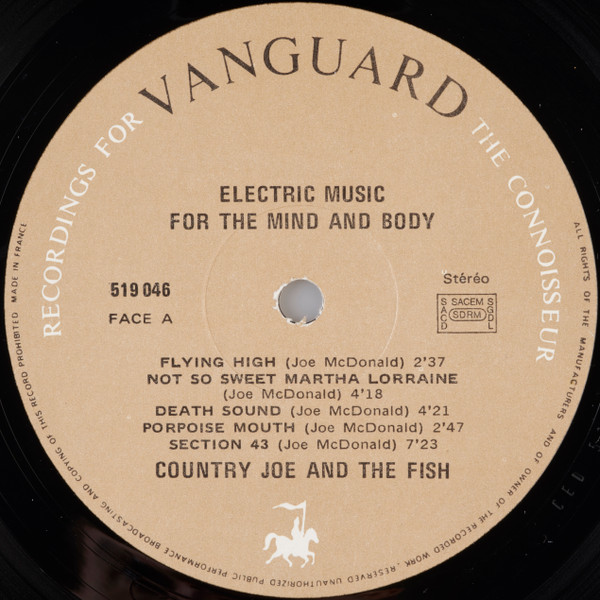 RECORDINGS FOR VANGUARD THE CONNOISSEUR
ELECTRIC MUSIC
FOR THE MIND AND BODY
519 046
FACE A
Stéréo
SACEM
SACD
SDRM
SGDL
FLYING HIGH (Joe McDonald) 2'37
NOT SO SWEET MARTHA LORRAINE
(Joe McDonald) 4'18
DEATH SOUND (Joe McDonald) 4'21
PORPOISE MOUTH (Joe McDonald) 2'47
SECTION 43 (Joe McDonald) 7'23
COUNTRY JOE AND THE FISH
ALL RIGHTS OF THE MANUFACTURERS AND OF OWNER OF THE RECORDED WORK, RESERVED UNAUTHORIZED PUBLIC PERFORMANCE BROADCASTING AND COPYING OF THIS RECORD PROHIBITED MADE IN FRANCE